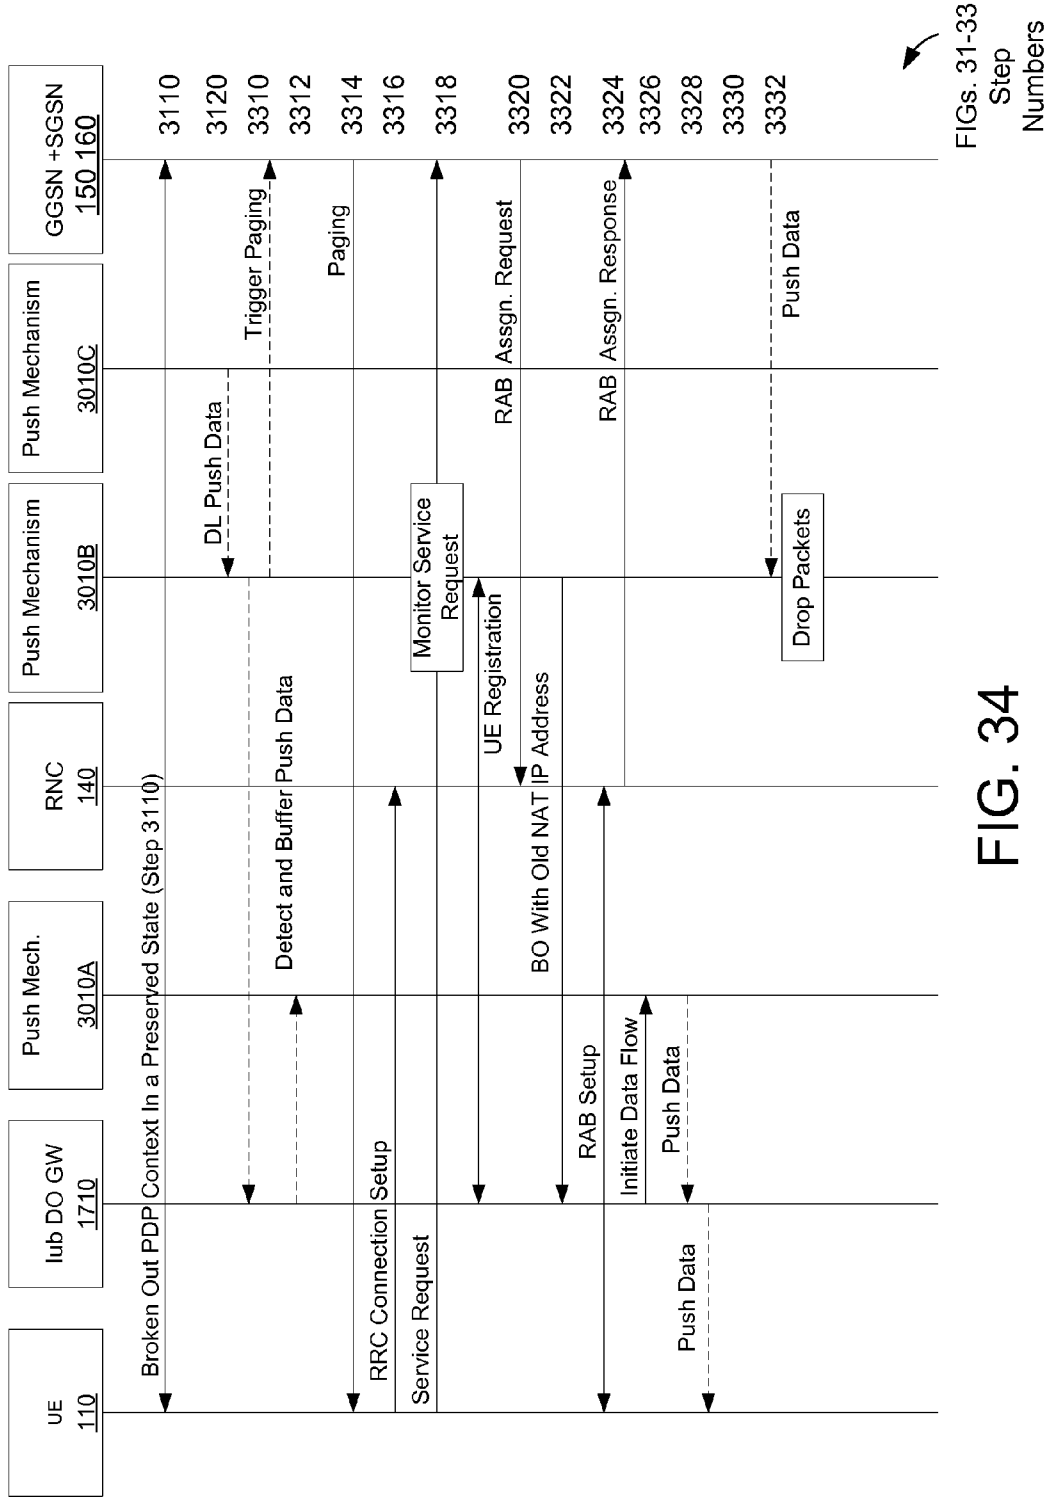 UE
110
Iub DO GW
1710
Push Mech.
3010A
RNC
140
Push Mechanism
3010B
Push Mechanism
3010C
GGSN +SGSN
150 160
Broken Out PDP Context In a Preserved State (Step 3110)
3110
DL Push Data
3120
Trigger Paging
3310
Detect and Buffer Push Data
3312
Paging
3314
RRC Connection Setup
3316
Service Request
Monitor Service
Request
3318
UE Registration
RAB Assgn. Request
3320
BO With Old NAT IP Address
3322
RAB Setup
RAB Assgn. Response
3324
Initiate Data Flow
3326
Push Data
3328
Push Data
3330
Push Data
3332
Drop Packets
FIGs. 31-33
Step
Numbers
FIG. 34